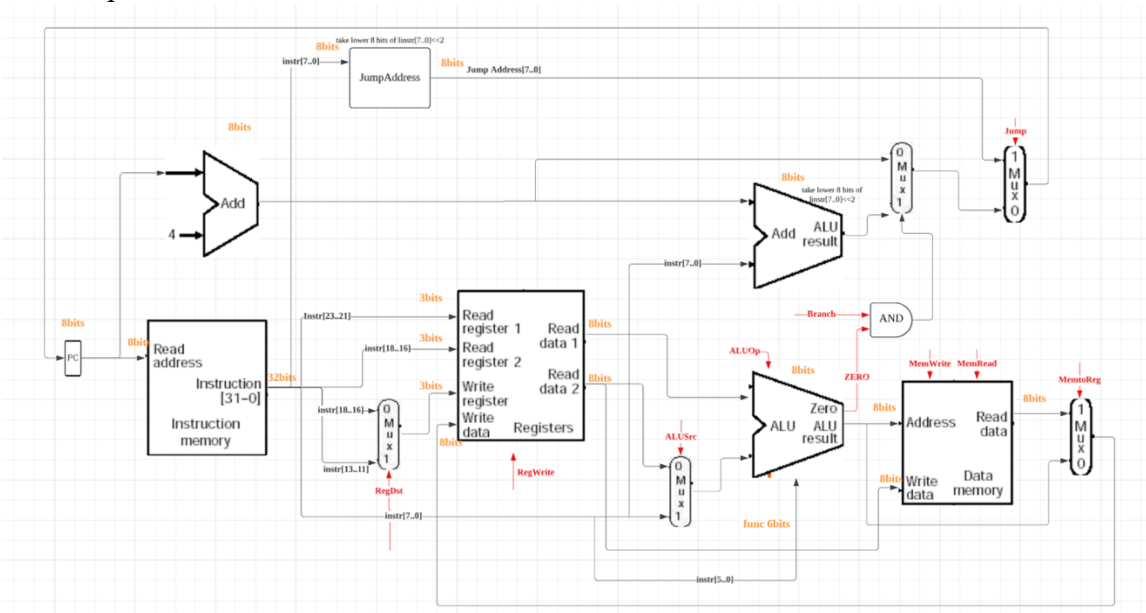 take lower 8 bits of linstr[7..0]<<2
8bits
instr[7..0]
JumpAddress
8bits
Jump Address[7..0]
8bits
Add
4
Jump
1
M
u
x
0
0
M
u
x
1
8bits
take lower 8 bits of
linstr[7..0]<<2
Add
ALU
result
instr[7..0]
8bits
PC
8bits
Read
address
Instruction
[31-0]
Instruction
memory
32bits
Instr[23..21]
instr[18..16]
instr[18..16]
instr[13..11]
0
M
u
x
1
RegDst
instr[7..0]
3bits
3bits
3bits
8bits
Read
register 1
Read
register 2
Write
register
Write
data
Read
data 1
Read
data 2
Registers
RegWrite
8bits
8bits
ALUSrc
0
M
u
x
1
ALUOp
8bits
ALU
Zero
ALU
result
ZERO
func 6bits
instr[5..0]
Branch
AND
MemWrite
MemRead
8bits
Address
Read
data
8bits
Write
data
Data
memory
8bits
MemtoReg
1
M
u
x
0